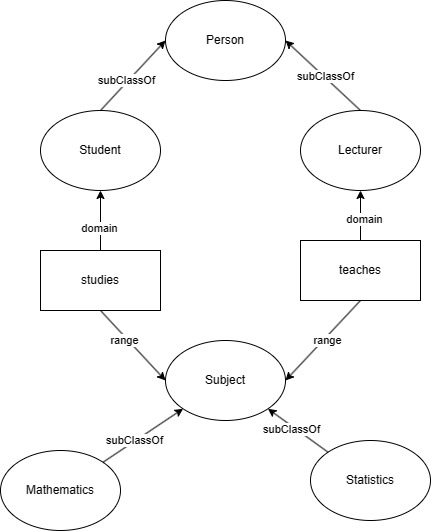 Person
subClassOf
subClassOf
Student
Lecturer
domain
domain
studies
teaches
range
range
Subject
subClassOf
subClassOf
Mathematics
Statistics